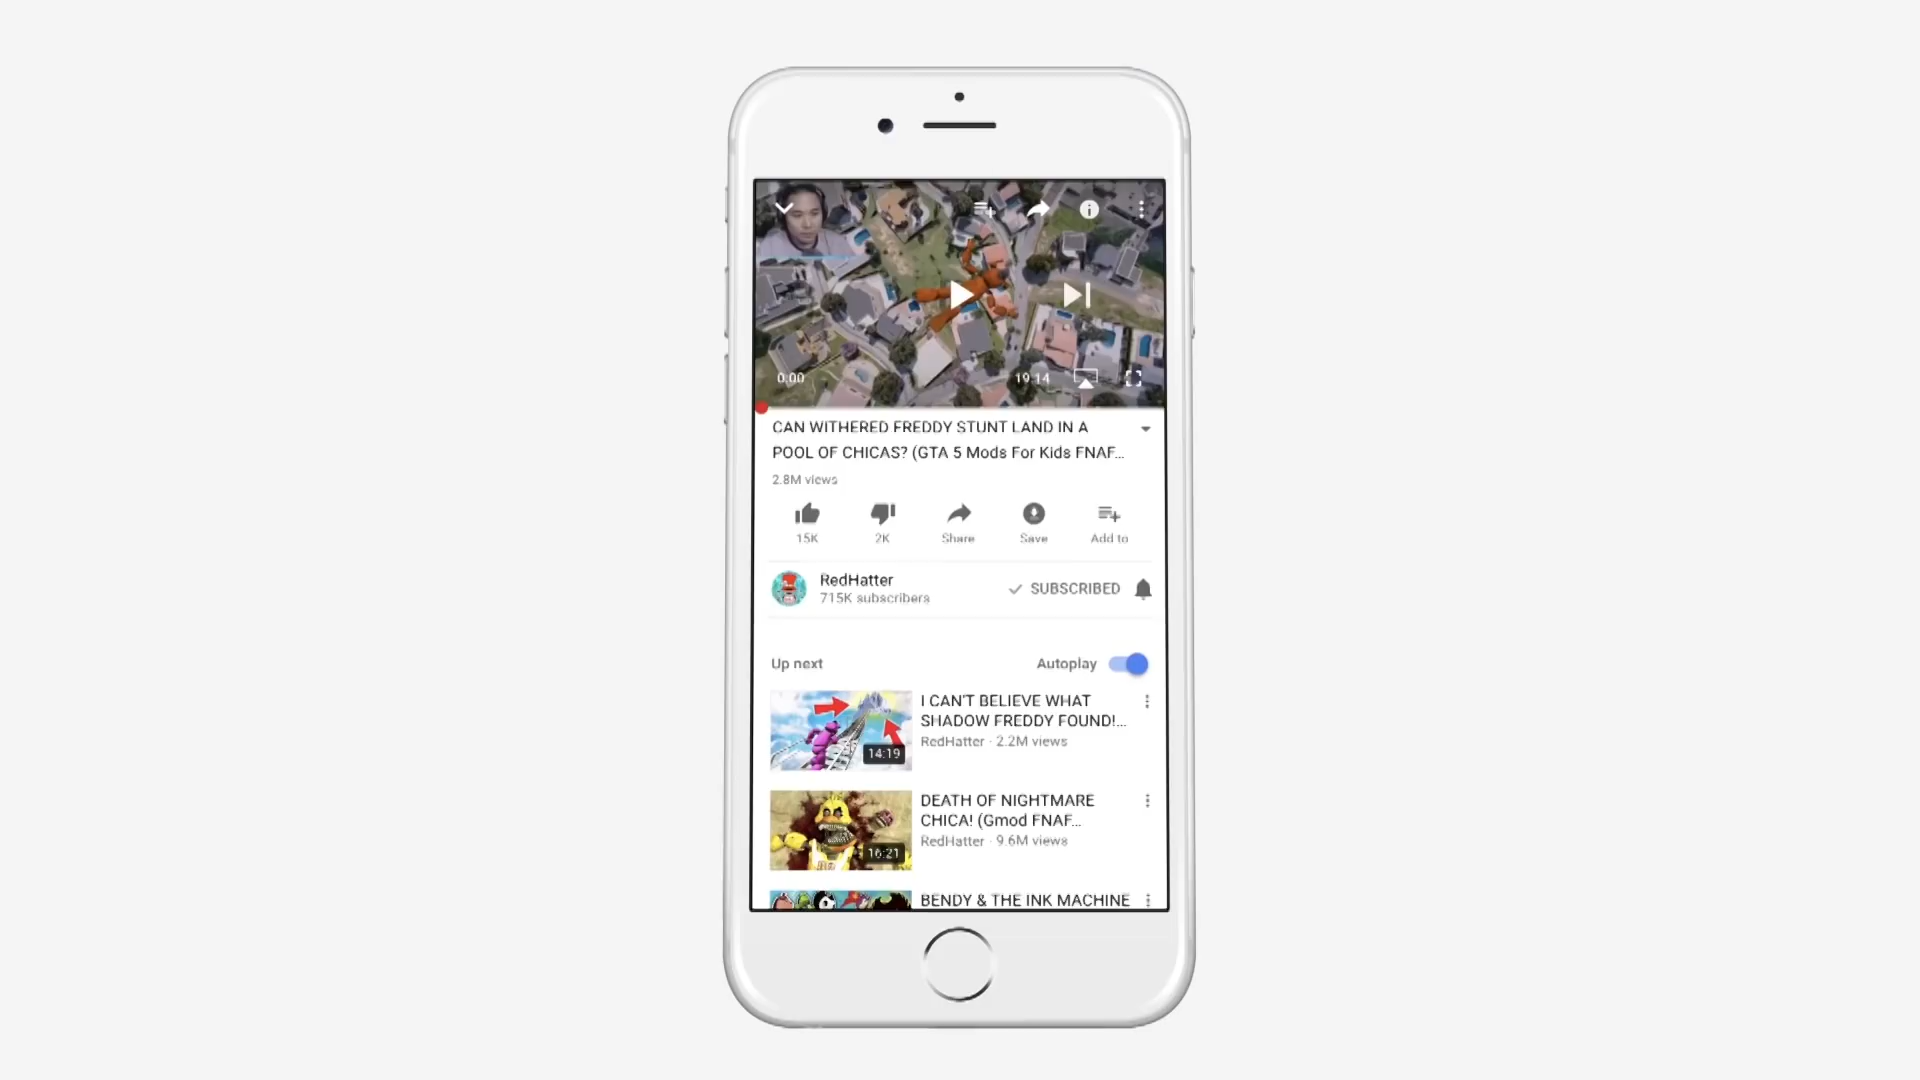 0:00
19:14
CAN WITHERED FREDDY STUNT LAND IN A
POOL OF CHICAS? (GTA 5 Mods For Kids FNAF...
2.8M views
15K
2K
Share
Save
Add to
RedHatter
715K subscribers
SUBSCRIBED
Up next
Autoplay
I CAN'T BELIEVE WHAT
SHADOW FREDDY FOUND!...
RedHatter · 2.2M views
14:19
DEATH OF NIGHTMARE
CHICA! (Gmod FNAF...
RedHatter · 9.6M views
16:21
BENDY & THE INK MACHINE